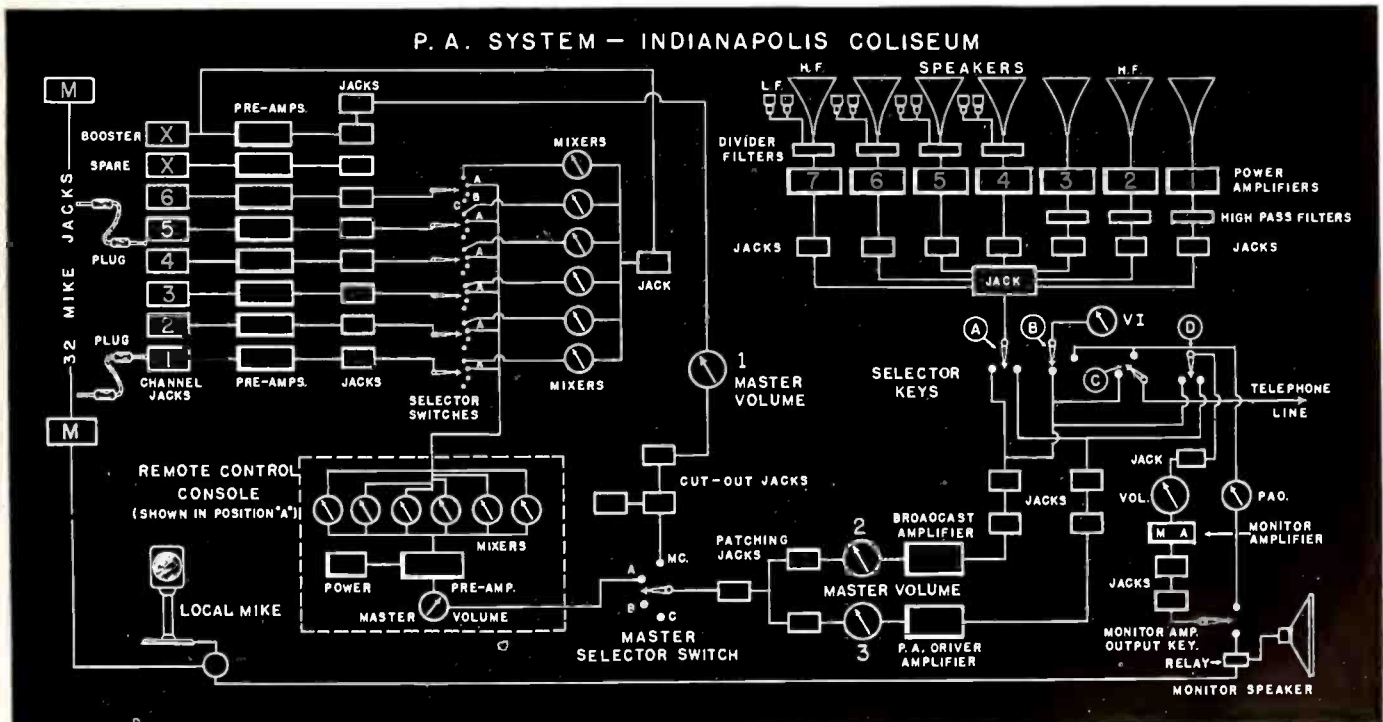 P. A. SYSTEM — INDIANAPOLIS COLISEUM
M
32 MIKE JACKS
M
BOOSTER
SPARE
PLUG
PLUG
X
X
6
5
4
3
2
1
CHANNEL
JACKS
PRE-AMPS.
PRE-AMPS.
JACKS
JACKS
A
B
C
A
A
A
A
A
SELECTOR
SWITCHES
MIXERS
MIXERS
JACK
1
MASTER
VOLUME
H.F.
SPEAKERS
H.F.
L.F.
DIVIDER
FILTERS
7
6
5
4
3
2
1
POWER
AMPLIFIERS
HIGH PASS FILTERS
JACKS
JACKS
JACK
A
B
VI
D
C
SELECTOR
KEYS
TELEPHONE
LINE
REMOTE CONTROL
CONSOLE
(SHOWN IN POSITION "A")
MIXERS
POWER
PRE-AMP.
MASTER
VOLUME
LOCAL MIKE
CUT-OUT JACKS
MC.
A
B
C
MASTER
SELECTOR SWITCH
PATCHING
JACKS
2
BROADCAST
AMPLIFIER
MASTER VOLUME
3
P.A. DRIVER
AMPLIFIER
JACKS
JACK
VOL.
PAD.
M A
MONITOR
AMPLIFIER
JACKS
MONITOR AMP.
OUTPUT KEY.
RELAY
MONITOR SPEAKER